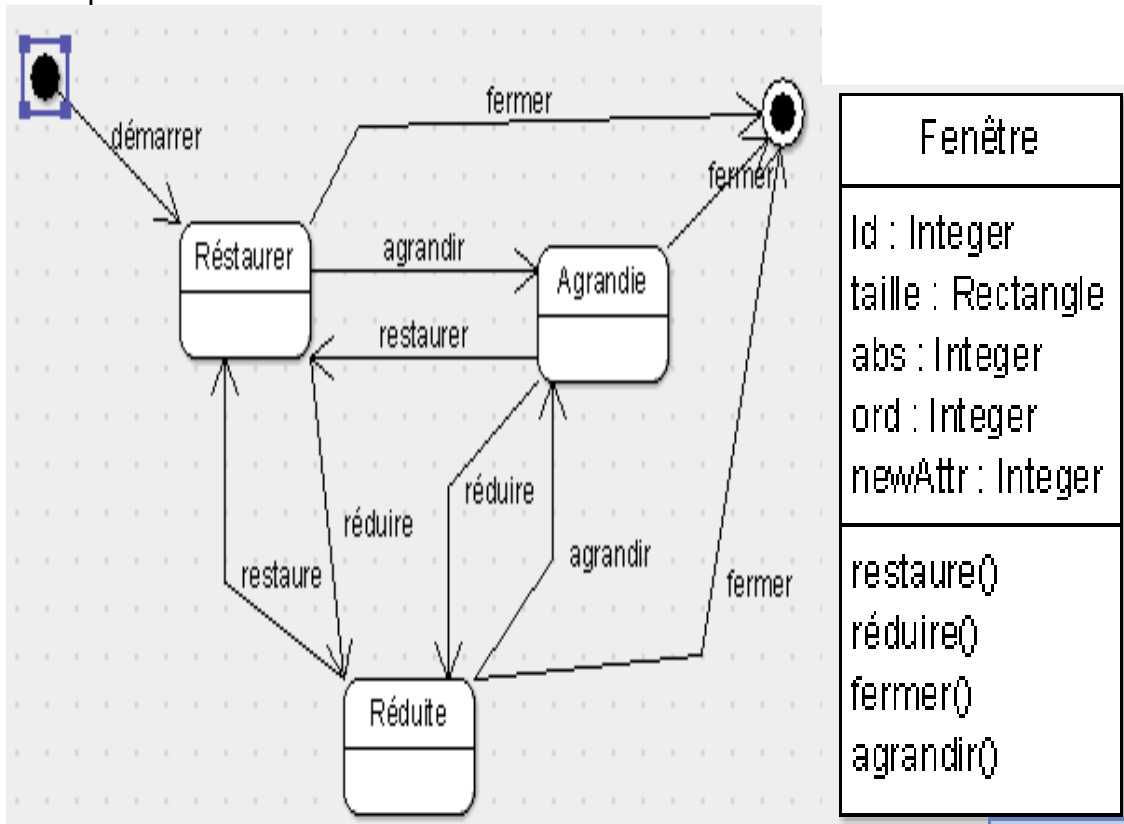 démarrer
fermer
fermer
Réstaurer
agrandir
Agrandie
restaurer
réduire
réduire
agrandir
restaure
fermer
Réduite
Fenêtre
Id : Integer
taille : Rectangle
abs : Integer
ord : Integer
newAttr : Integer
restaure()
réduire()
fermer()
agrandir()